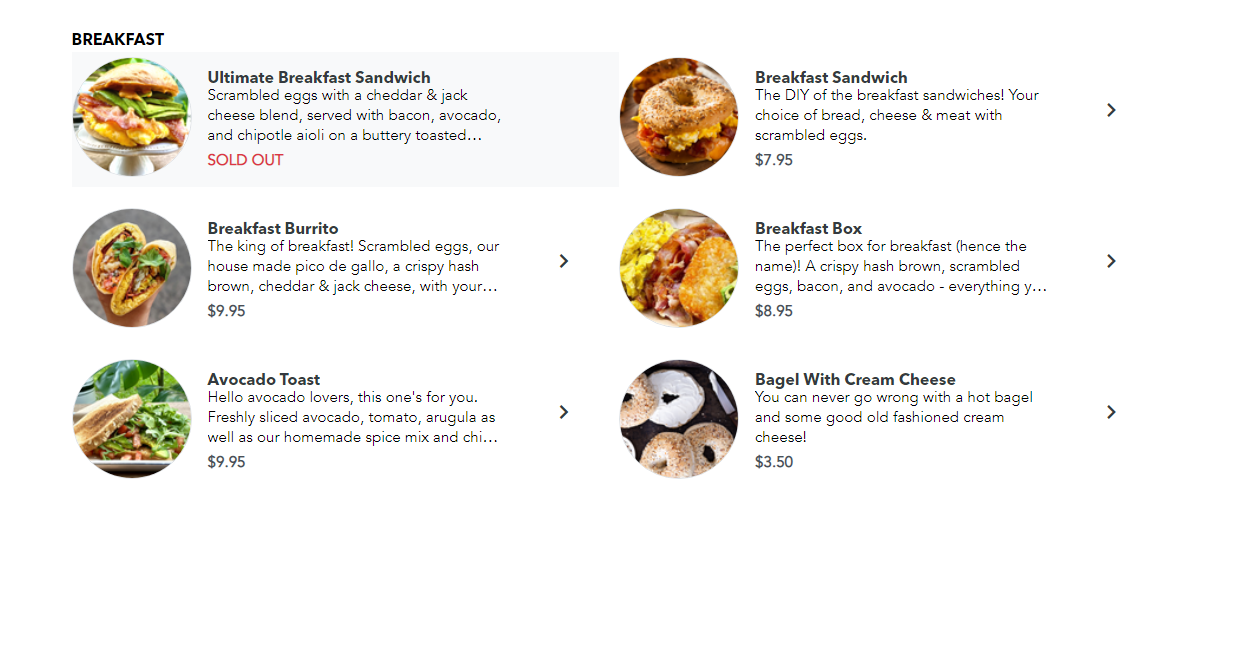 BREAKFAST
Ultimate Breakfast Sandwich
Scrambled eggs with a cheddar & jack
cheese blend, served with bacon, avocado,
and chipotle aioli on a buttery toasted…
SOLD OUT
Breakfast Sandwich
The DIY of the breakfast sandwiches! Your
choice of bread, cheese & meat with
scrambled eggs.
$7.95
Breakfast Burrito
The king of breakfast! Scrambled eggs, our
house made pico de gallo, a crispy hash
brown, cheddar & jack cheese, with your…
$9.95
Breakfast Box
The perfect box for breakfast (hence the
name)! A crispy hash brown, scrambled
eggs, bacon, and avocado - everything y…
$8.95
Avocado Toast
Hello avocado lovers, this one's for you.
Freshly sliced avocado, tomato, arugula as
well as our homemade spice mix and chi…
$9.95
Bagel With Cream Cheese
You can never go wrong with a hot bagel
and some good old fashioned cream
cheese!
$3.50